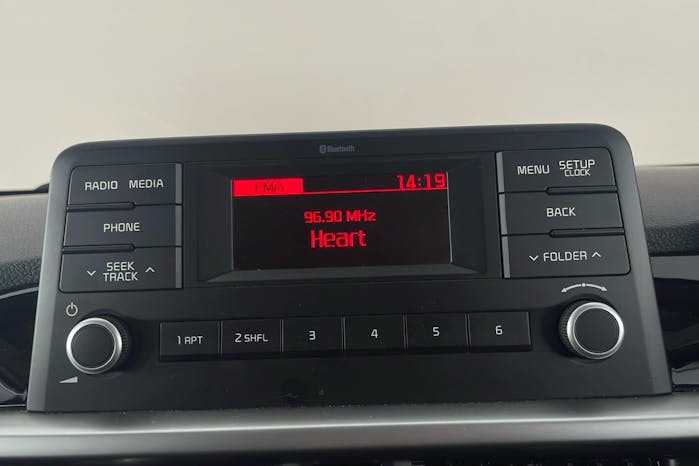 Bluetooth
RADIO MEDIA
PHONE
SEEK
TRACK
FMA
14:19
96.90 MHz
Heart
MENU SETUP
CLOCK
BACK
FOLDER
1 RPT
2 SHFL
3
4
5
6